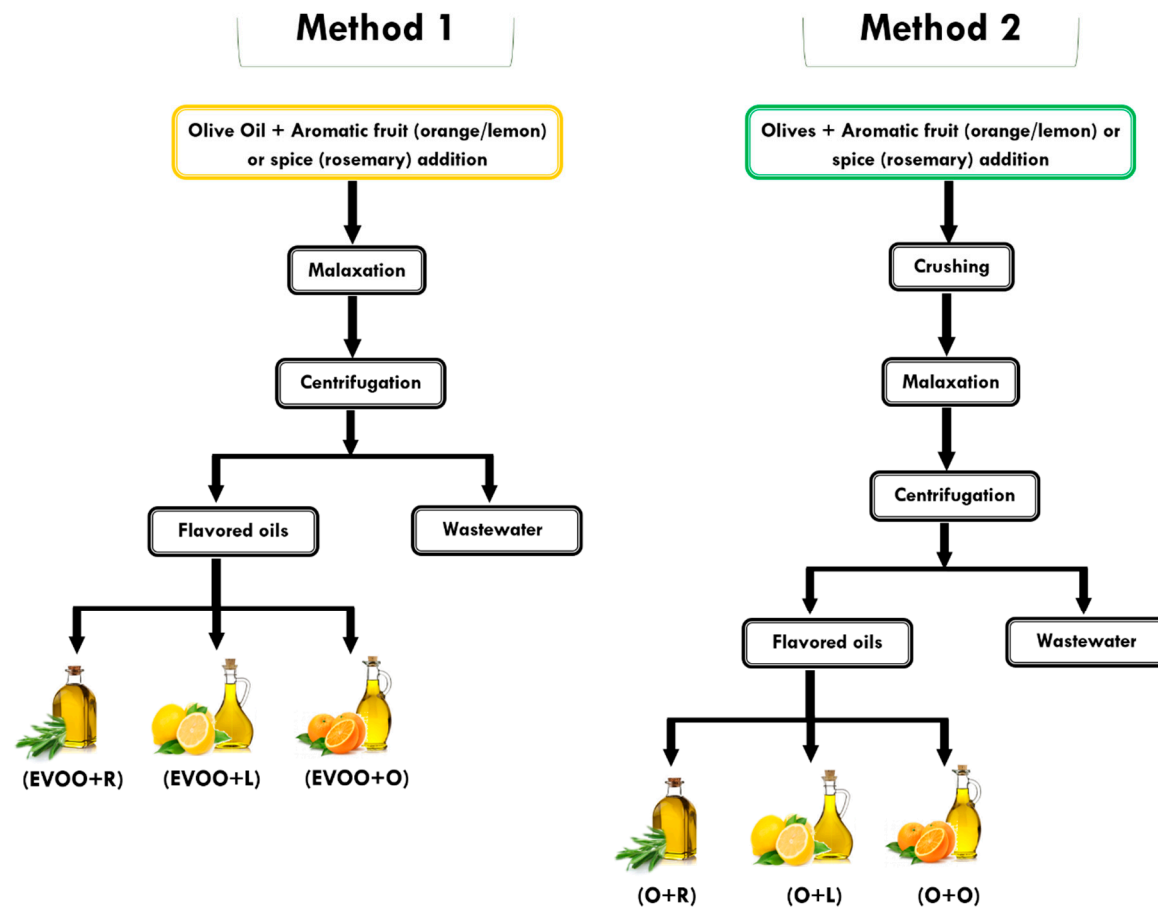 Method 1
Olive Oil + Aromatic fruit (orange/lemon)
or spice (rosemary) addition
Malaxation
Centrifugation
Flavored oils
Wastewater
(EVOO+R)
(EVOO+L)
(EVOO+O)
Method 2
Olives + Aromatic fruit (orange/lemon) or
spice (rosemary) addition
Crushing
Malaxation
Centrifugation
Flavored oils
Wastewater
(O+R)
(O+L)
(O+O)